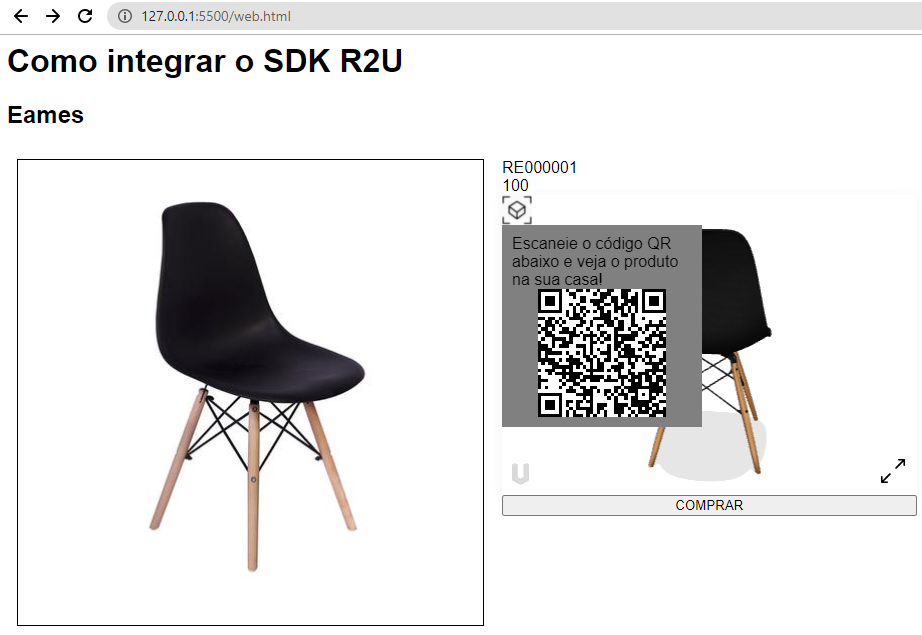 127.0.0.1:5500/web.html
Como integrar o SDK R2U
Eames
RE000001
100
Escaneie o código QR
abaixo e veja o produto
na sua casa!
COMPRAR